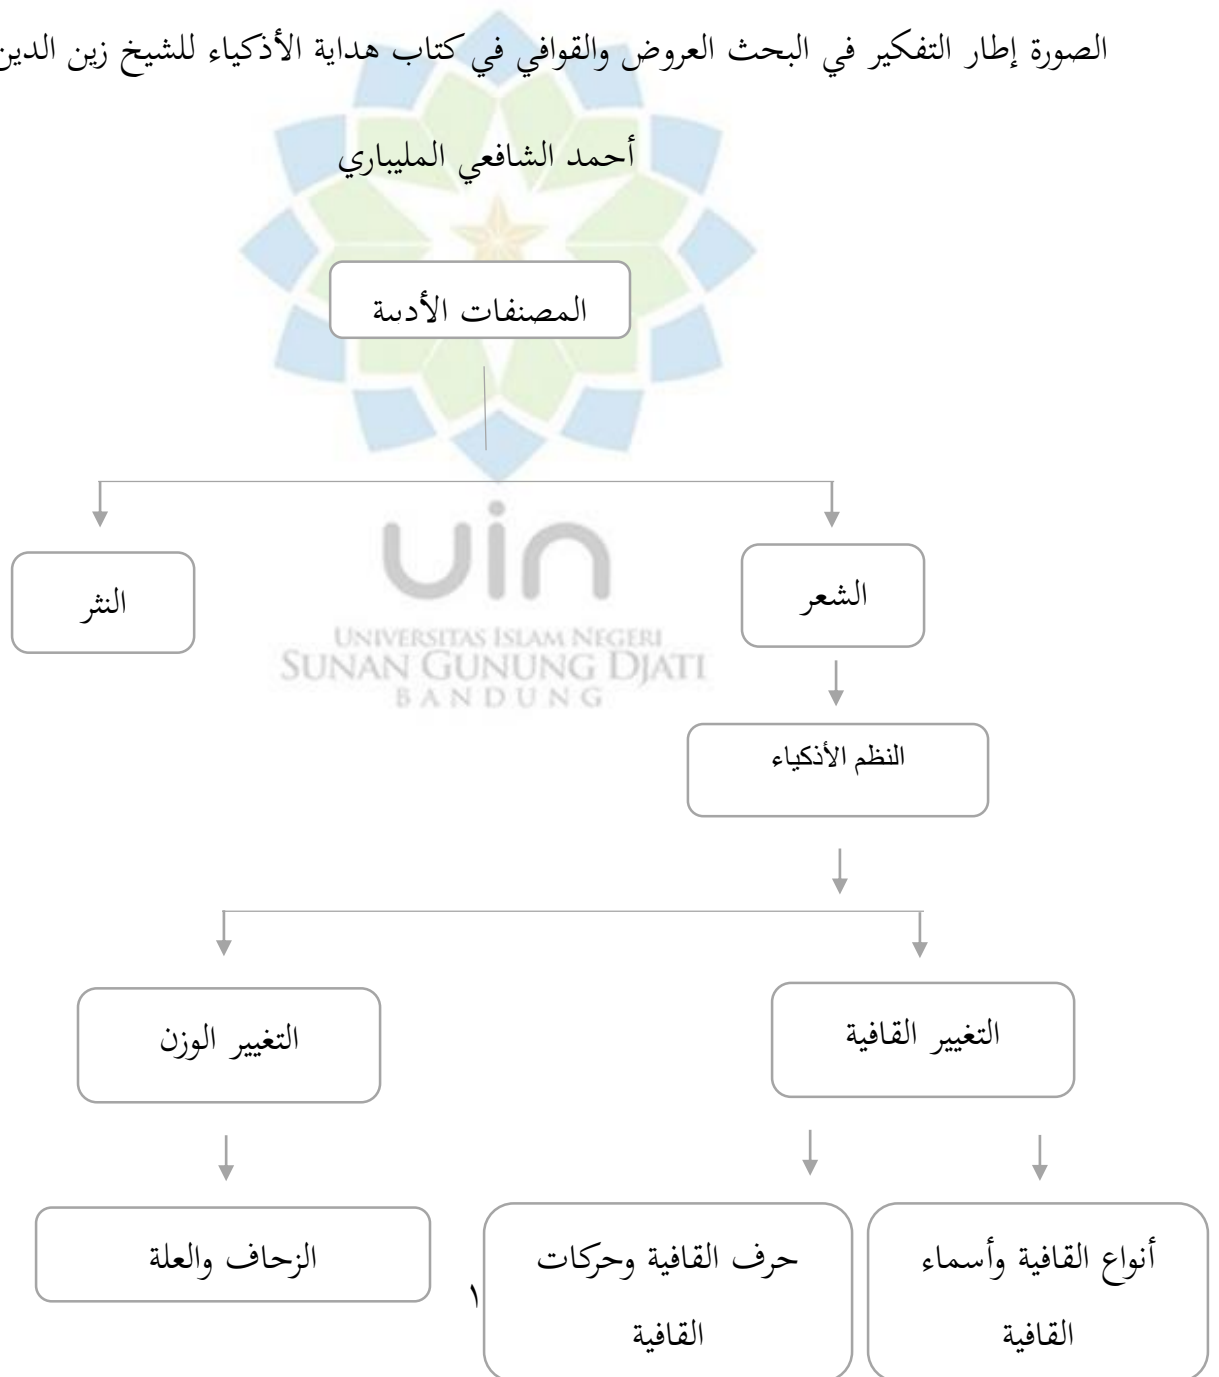 الصورة إطار التفكير في البحث العروض والقوافي في كتاب هداية الأذكياء للشيخ زين الدين
أحمد الشافعي المليباري
المصنفات الأدبية
الشعر
النثر
uin
UNIVERSITAS ISLAM NEGERI
SUNAN GUNUNG DJATI
BANDUNG
النظم الأذكياء
التغيير القافية
التغيير الوزن
أنواع القافية وأسماء
القافية
حرف القافية وحركات
القافية
الزحاف والعلة
١